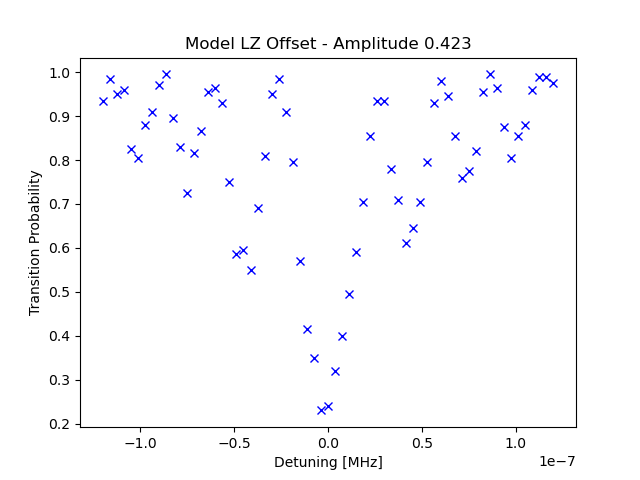 Model LZ Offset - Amplitude 0.423
1.0
0.9
0.8
0.7
0.6
0.5
0.4
0.3
0.2
Transition Probability
−1.0 −0.5 0.0 0.5 1.0
1e−7
Detuning [MHz]